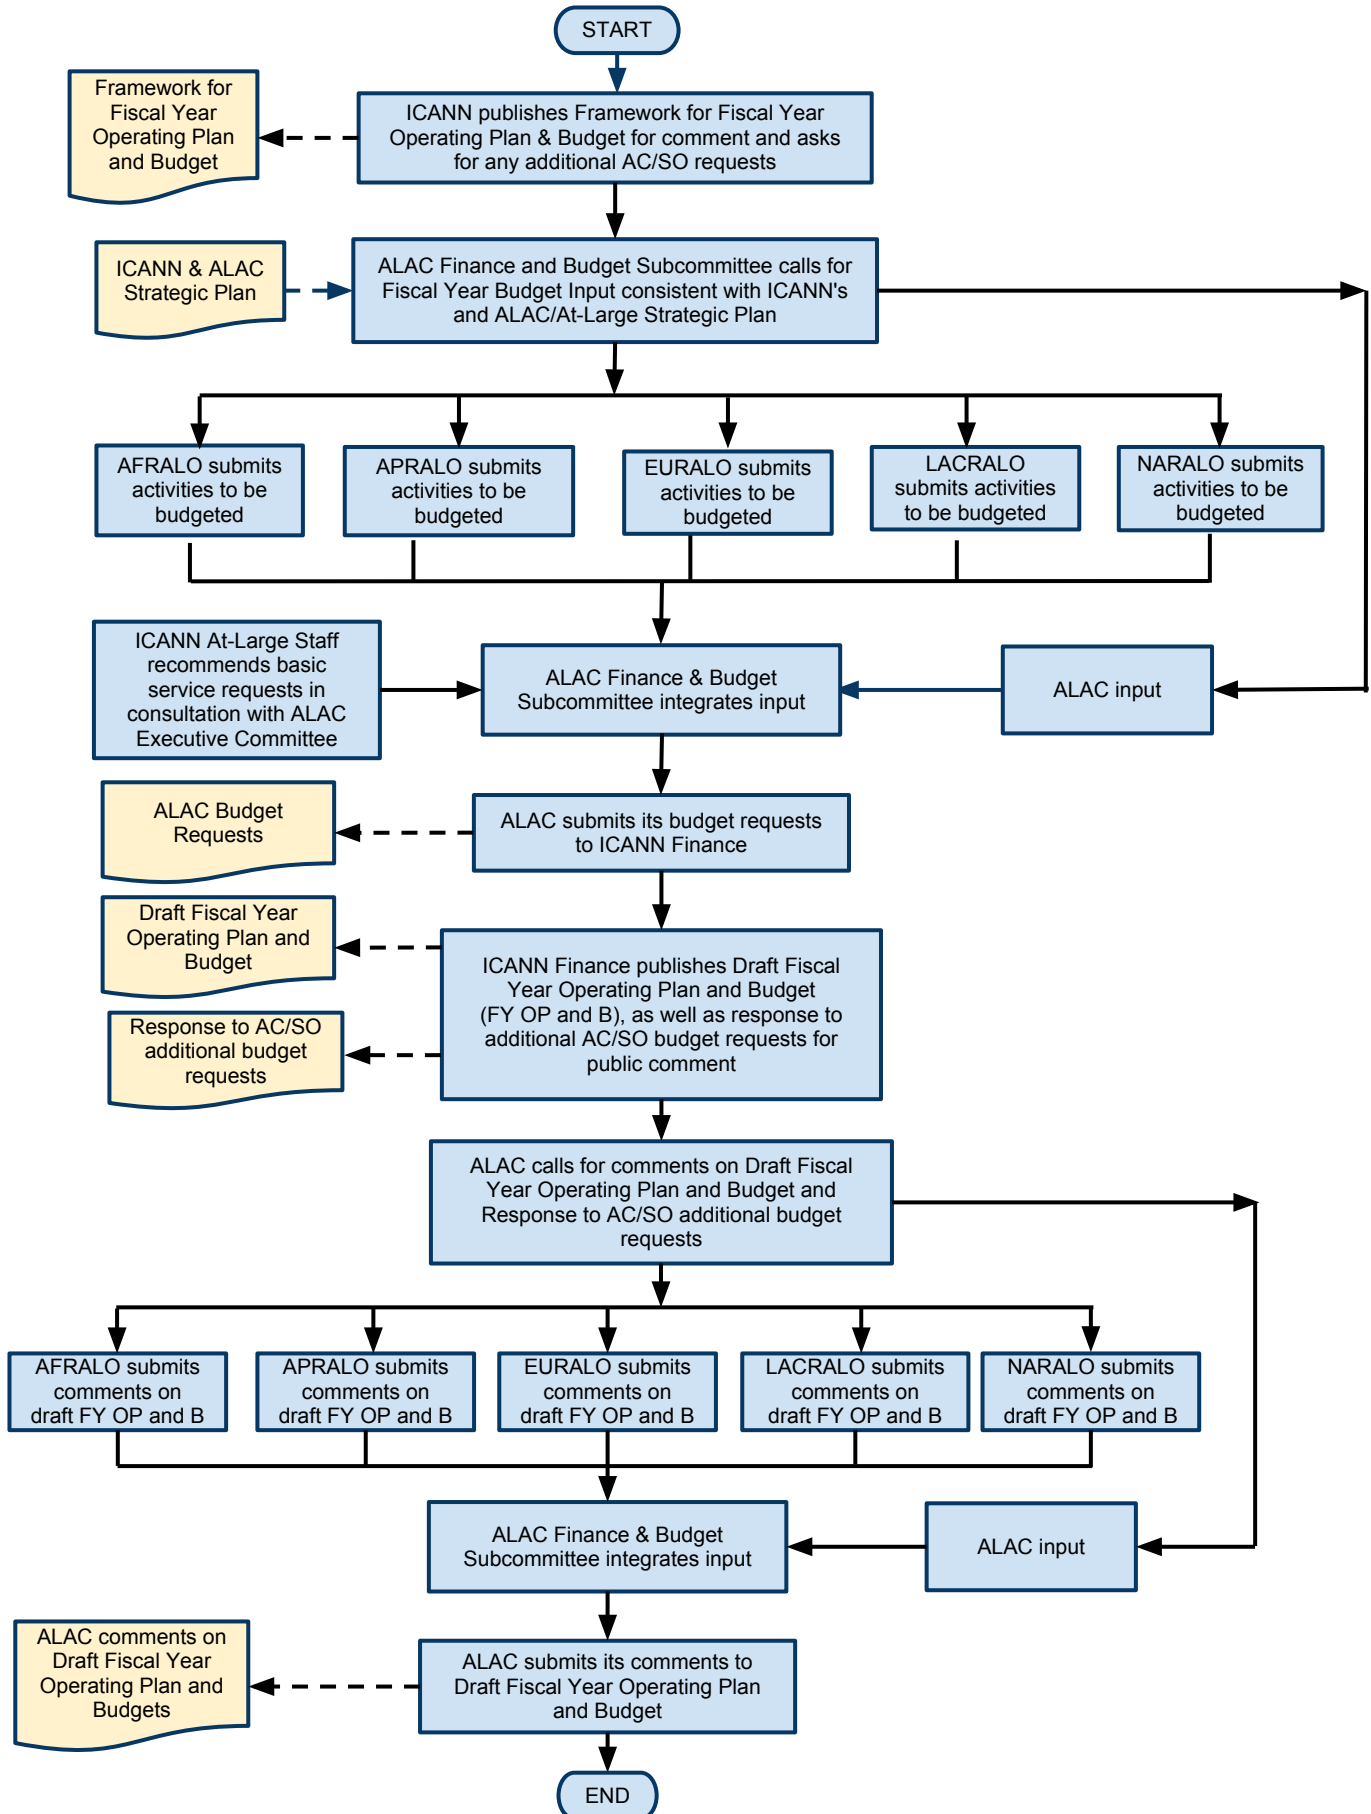 START
Framework for
Fiscal Year
Operating Plan
and Budget
ICANN publishes Framework for Fiscal Year
Operating Plan & Budget for comment and asks
for any additional AC/SO requests
ICANN & ALAC
Strategic Plan
ALAC Finance and Budget Subcommittee calls for
Fiscal Year Budget Input consistent with ICANN's
and ALAC/At-Large Strategic Plan
AFRALO submits
activities to be
budgeted
APRALO submits
activities to be
budgeted
EURALO submits
activities to be
budgeted
LACRALO
submits activities
to be budgeted
NARALO submits
activities to be
budgeted
ICANN At-Large Staff
recommends basic
service requests in
consultation with ALAC
Executive Committee
ALAC Finance & Budget
Subcommittee integrates input
ALAC input
ALAC Budget
Requests
ALAC submits its budget requests
to ICANN Finance
Draft Fiscal Year
Operating Plan and
Budget
ICANN Finance publishes Draft Fiscal
Year Operating Plan and Budget
(FY OP and B), as well as response to
additional AC/SO budget requests for
public comment
Response to AC/SO
additional budget
requests
ALAC calls for comments on Draft Fiscal
Year Operating Plan and Budget and
Response to AC/SO additional budget
requests
AFRALO submits
comments on
draft FY OP and B
APRALO submits
comments on
draft FY OP and B
EURALO submits
comments on
draft FY OP and B
LACRALO submits
comments on
draft FY OP and B
NARALO submits
comments on
draft FY OP and B
ALAC Finance & Budget
Subcommittee integrates input
ALAC input
ALAC comments on
Draft Fiscal Year
Operating Plan and
Budgets
ALAC submits its comments to
Draft Fiscal Year Operating Plan
and Budget
END